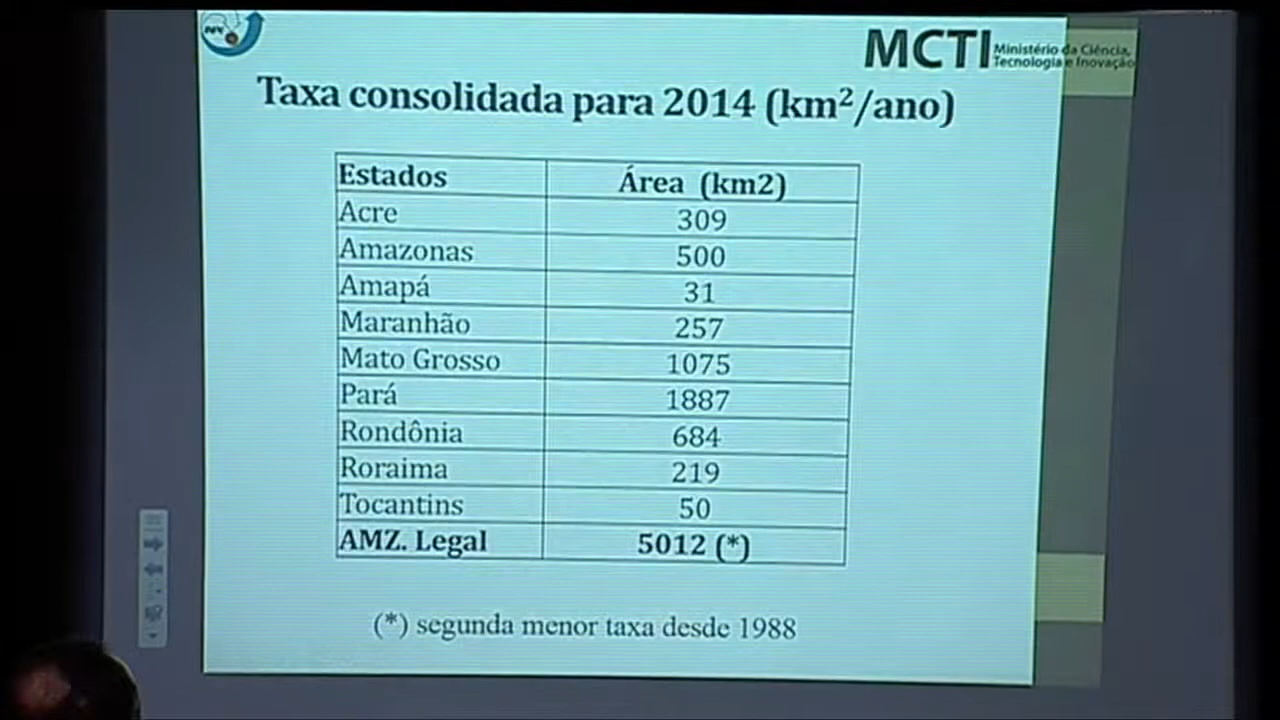 MCTI Ministério da Ciência,
Tecnologia e Inovação
Taxa consolidada para 2014 (km²/ano)
Estados Área (km2)
Acre 309
Amazonas 500
Amapá 31
Maranhão 257
Mato Grosso 1075
Pará 1887
Rondônia 684
Roraima 219
Tocantins 50
AMZ. Legal 5012 (*)
(*) segunda menor taxa desde 1988